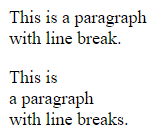 This is a paragraph
with line break.
This is
a paragraph
with line breaks.